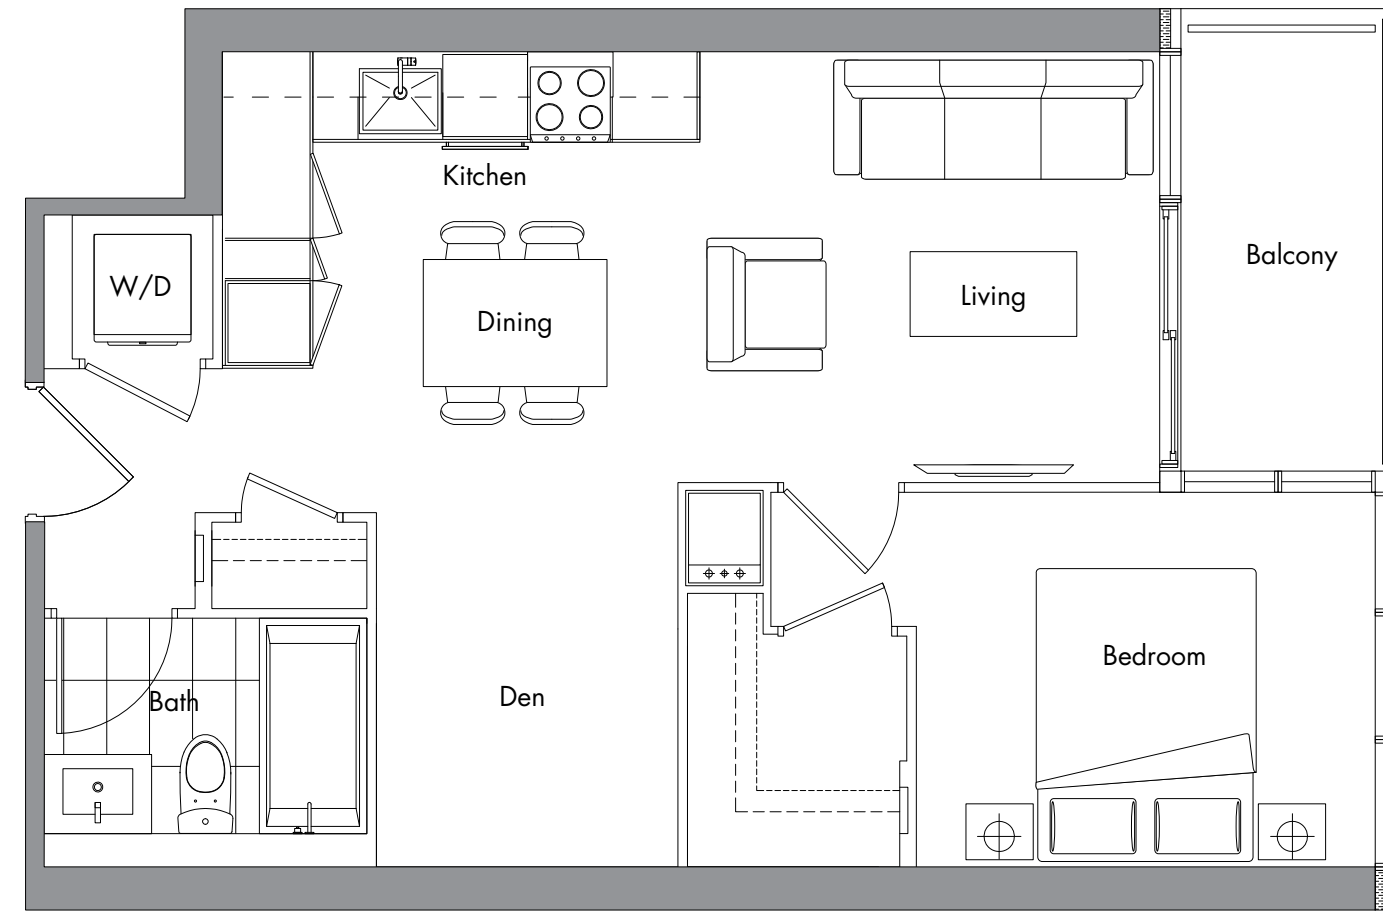 Kitchen
Balcony
W/D
Living
Dining
Bedroom
Den
Bath